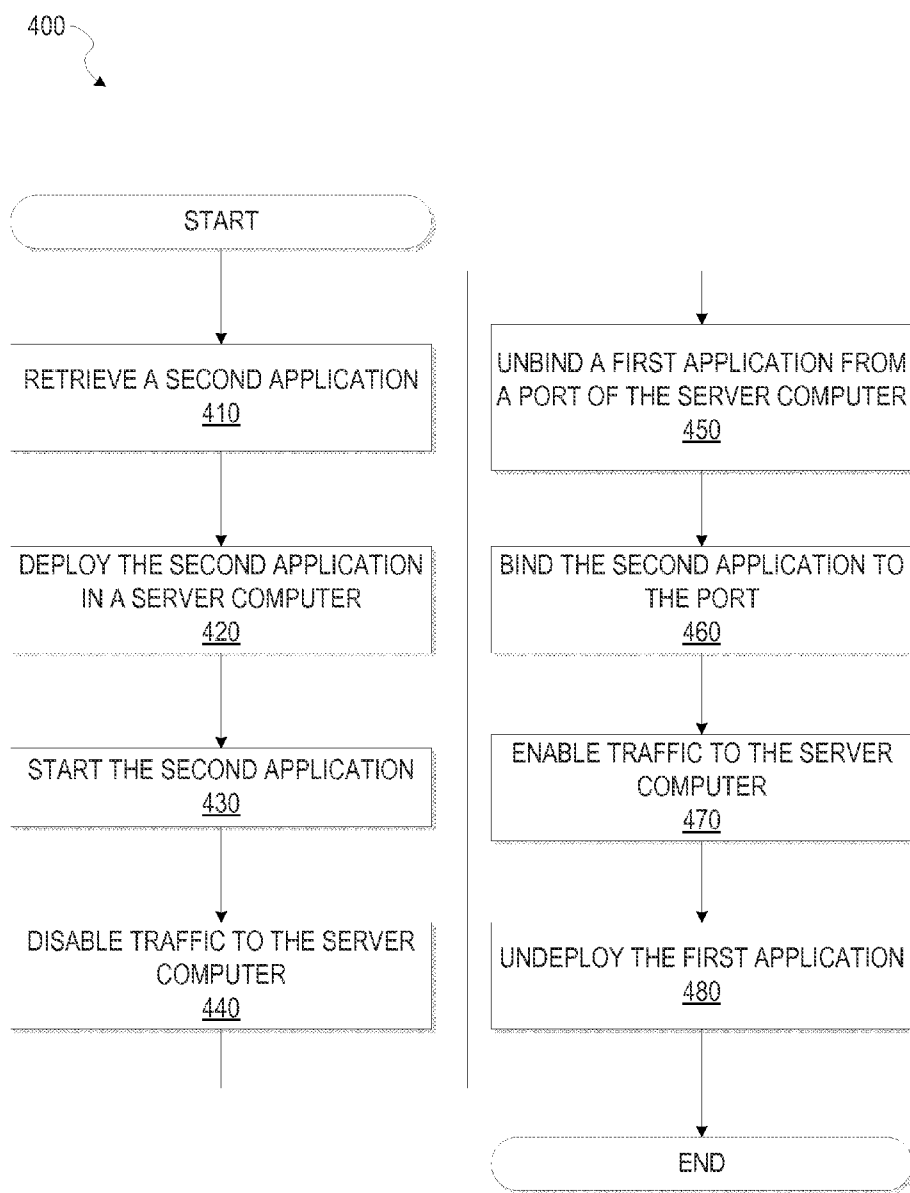 400
START
RETRIEVE A SECOND APPLICATION
410
DEPLOY THE SECOND APPLICATION
IN A SERVER COMPUTER
420
START THE SECOND APPLICATION
430
DISABLE TRAFFIC TO THE SERVER
COMPUTER
440
UNBIND A FIRST APPLICATION FROM
A PORT OF THE SERVER COMPUTER
450
BIND THE SECOND APPLICATION TO
THE PORT
460
ENABLE TRAFFIC TO THE SERVER
COMPUTER
470
UNDEPLOY THE FIRST APPLICATION
480
END